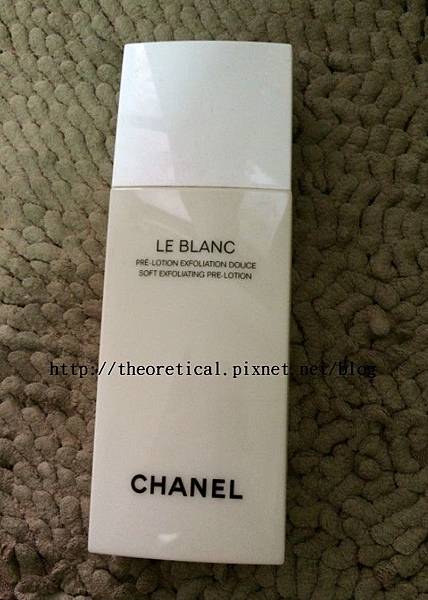 LE BLANC
PRÉ-LOTION EXFOLIATION DOUCE
SOFT EXFOLIATING PRE-LOTION
http://theoretical.pixnet.net/blog
CHANEL